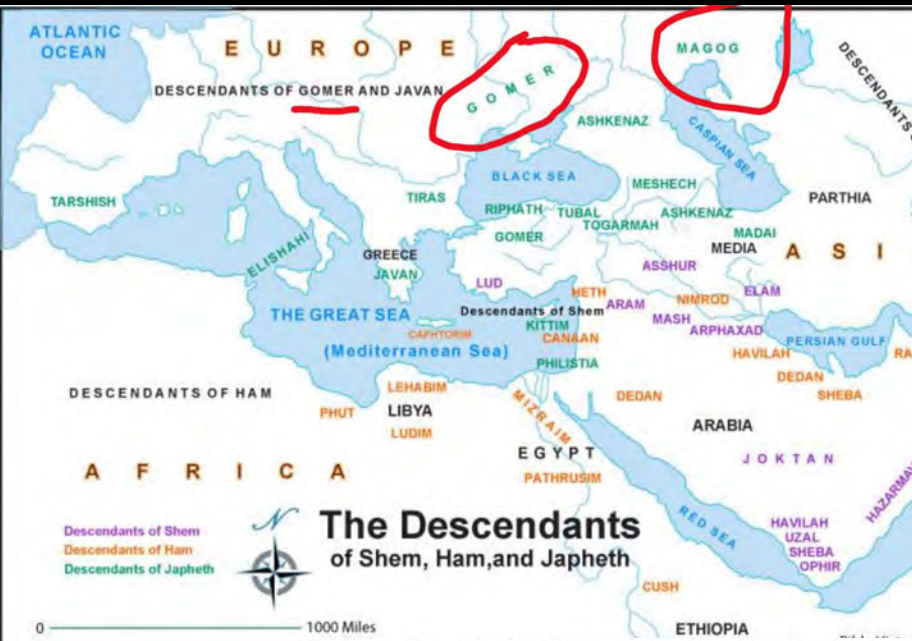 ATLANTIC
OCEAN
EUROPE
MAGOG
DESCENDANTS
DESCENDANTS OF GOMER AND JAVAN
GOMER
ASHKENAZ
CASPIAN SEA
BLACK SEA
MESHECH
PARTHIA
TARSHISH
TIRAS
RIPHATH
TUBAL
ASHKENAZ
TOGARMAH
GOMER
MADAI
MEDIA
ASI
ELISHAHI
GREECE
JAVAN
ASSHUR
LUD
HETH
ARAM
NIMROD
ELAM
THE GREAT SEA
Descendants of Shem
MASH
ARPHAXAD
KITTIM
CAPHTORIM
CANAAN
(Mediterranean Sea)
PERSIAN GULF
RA
HAVILAH
PHILISTIA
DEDAN
DESCENDANTS OF HAM
LEHABIM
MIZRAIM
DEDAN
SHEBA
PHUT
LIBYA
LUDIM
ARABIA
EGYPT
JOKTAN
AFRICA
PATHRUSIM
HAZARMAV
N
The Descendants
of Shem, Ham,and Japheth
RED SEA
Descendants of Shem
Descendants of Ham
Descendants of Japheth
HAVILAH
UZAL
SHEBA
OPHIR
CUSH
0
1000 Miles
ETHIOPIA